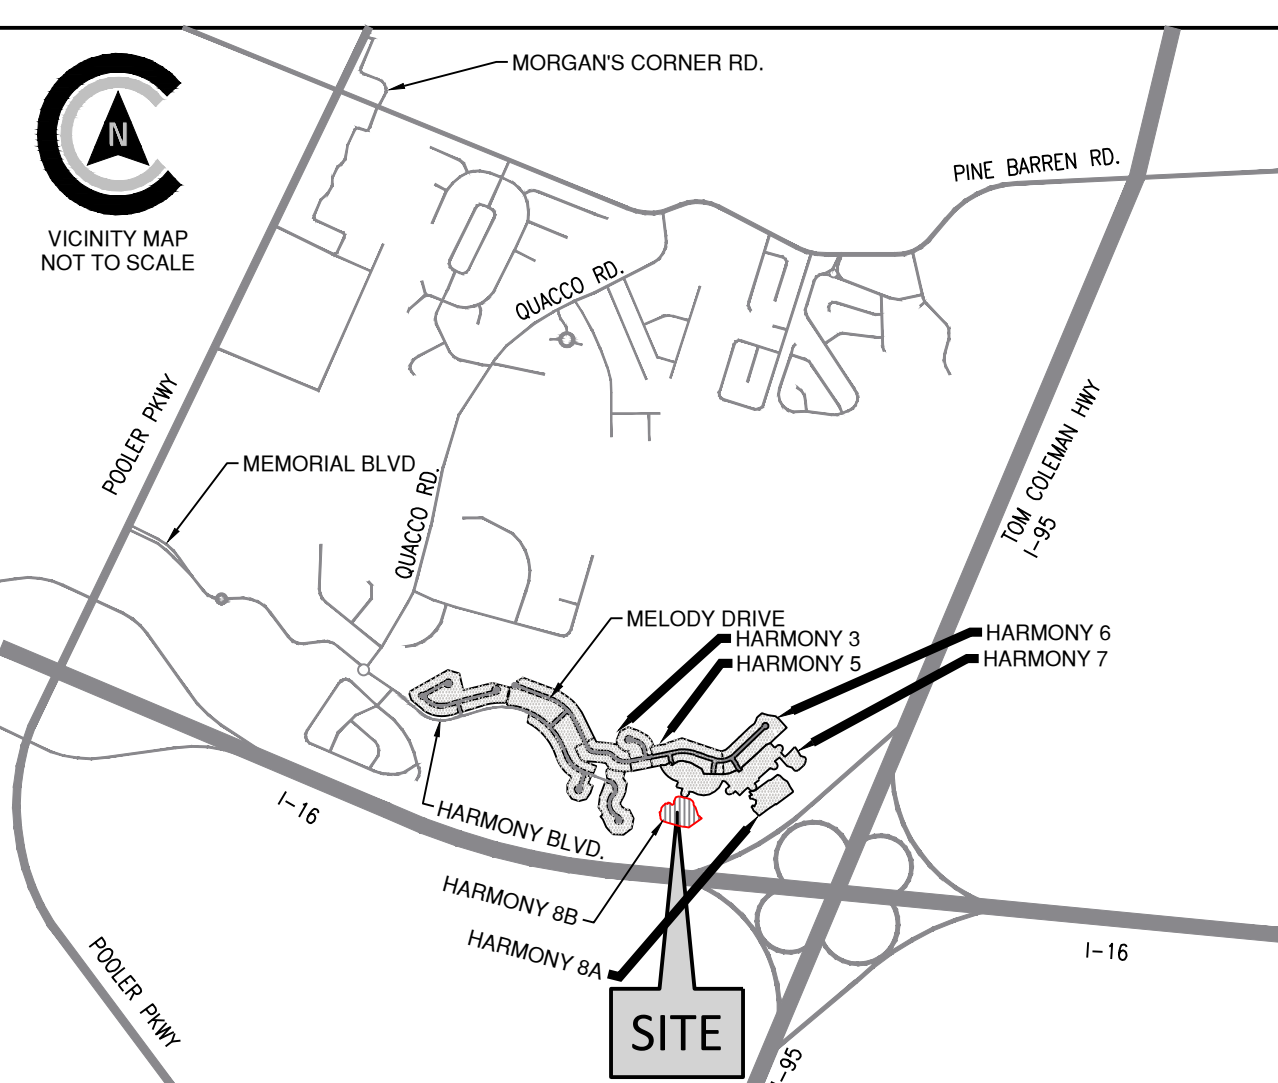 MORGAN'S CORNER RD.
N
PINE BARREN RD.
VICINITY MAP
NOT TO SCALE
QUACCO RD.
POOLER PKWY
TOM COLEMAN HWY
I-95
MEMORIAL BLVD
QUACCO RD.
MELODY DRIVE
HARMONY 3
HARMONY 5
HARMONY 6
HARMONY 7
I-16
HARMONY BLVD.
HARMONY 8B
HARMONY 8A
I-16
POOLER PKWY
SITE
I-95